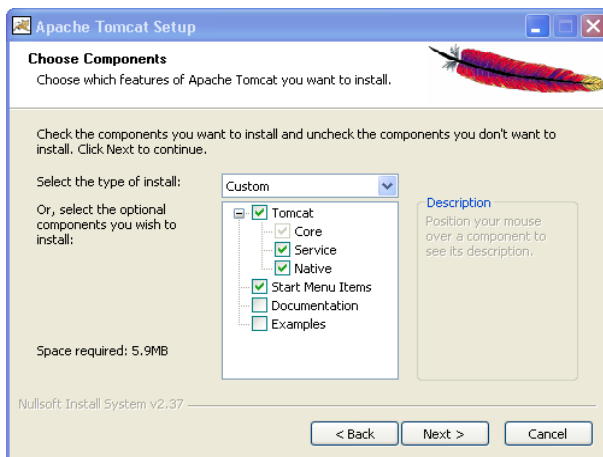 Apache Tomcat Setup
Choose Components
Choose which features of Apache Tomcat you want to install.
Check the components you want to install and uncheck the components you don't want to
install. Click Next to continue.
Select the type of install:
Custom
Or, select the optional
components you wish to
install:
Tomcat
Core
Service
Native
Start Menu Items
Documentation
Examples
Description
Position your mouse
over a component to
see its description.
Space required: 5.9MB
Nullsoft Install System v2.37
< Back
Next >
Cancel